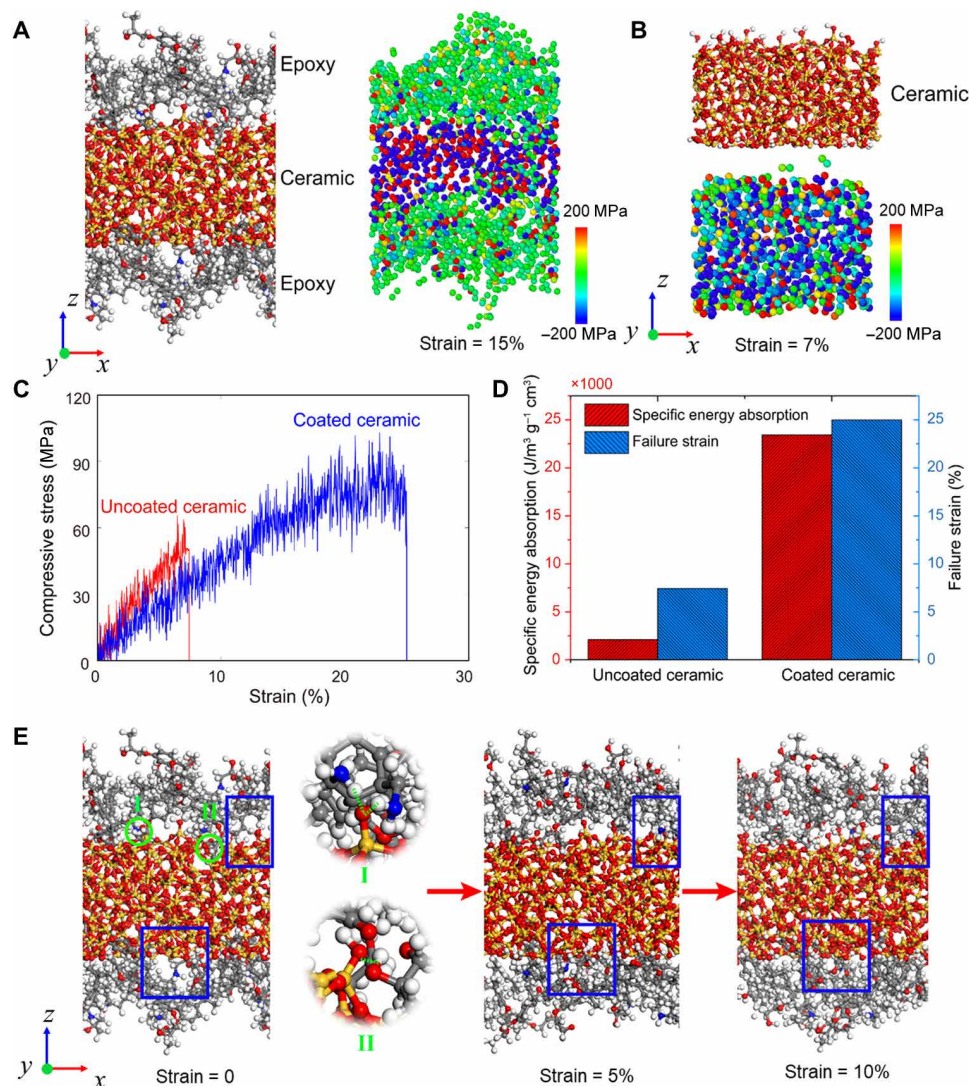 A
Epoxy
Ceramic
Epoxy
z
y
x
200 MPa
−200 MPa
Strain = 15%
B
Ceramic
200 MPa
−200 MPa
z
y
x
Strain = 7%
C
Compressive stress (MPa)
120
90
60
30
0
Coated ceramic
Uncoated ceramic
0
10
20
30
Strain (%)
D
×1000
Specific energy absorption (J/m³ g⁻¹ cm³)
25
20
15
10
5
0
Specific energy absorption
Failure strain
25
20
15
10
5
0
Failure strain (%)
Uncoated ceramic
Coated ceramic
E
I
II
I
II
z
y
x
Strain = 0
Strain = 5%
Strain = 10%